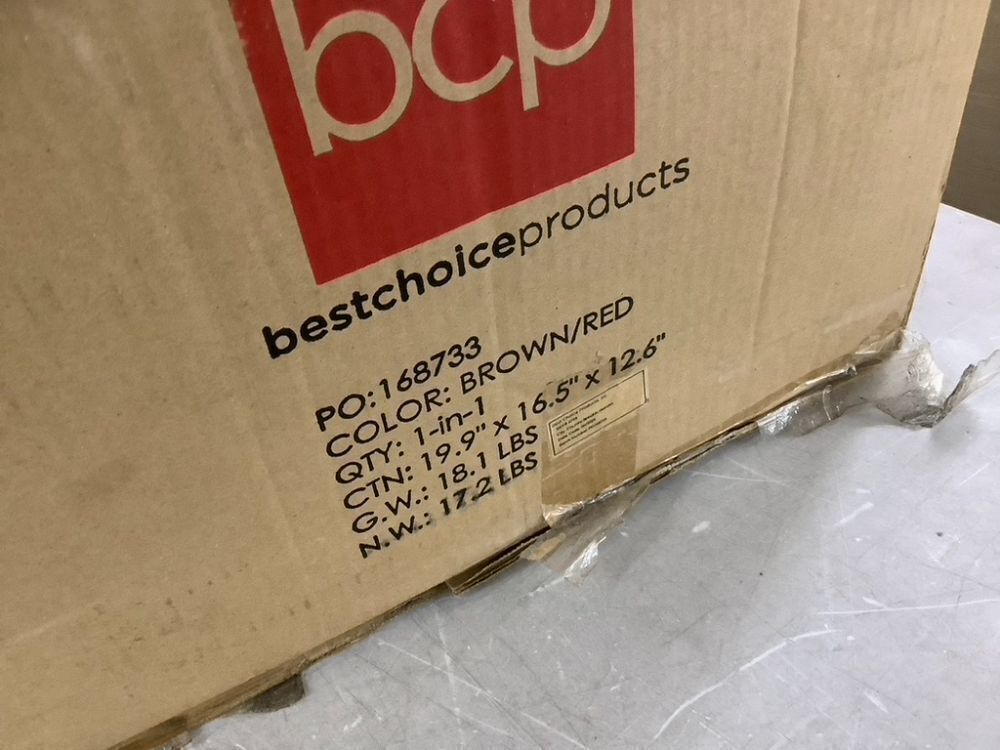 bcp
bestchoiceproducts
PO:168733
COLOR: BROWN/RED
QTY: 1-in-1
CTN: 19.9" x 16.5" x 12.6"
G.W.: 18.1 LBS
N.W.: 17.2 LBS